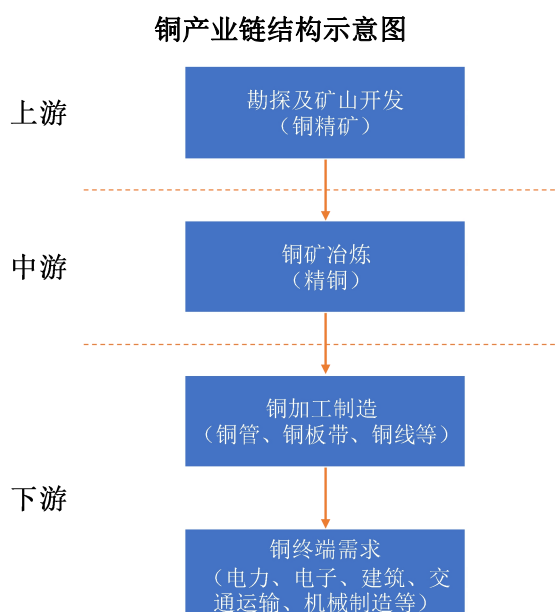 铜产业链结构示意图
上游
勘探及矿山开发
（铜精矿）
中游
铜矿冶炼
（精铜）
铜加工制造
（铜管、铜板带、铜线等）
下游
铜终端需求
（电力、电子、建筑、交
通运输、机械制造等）